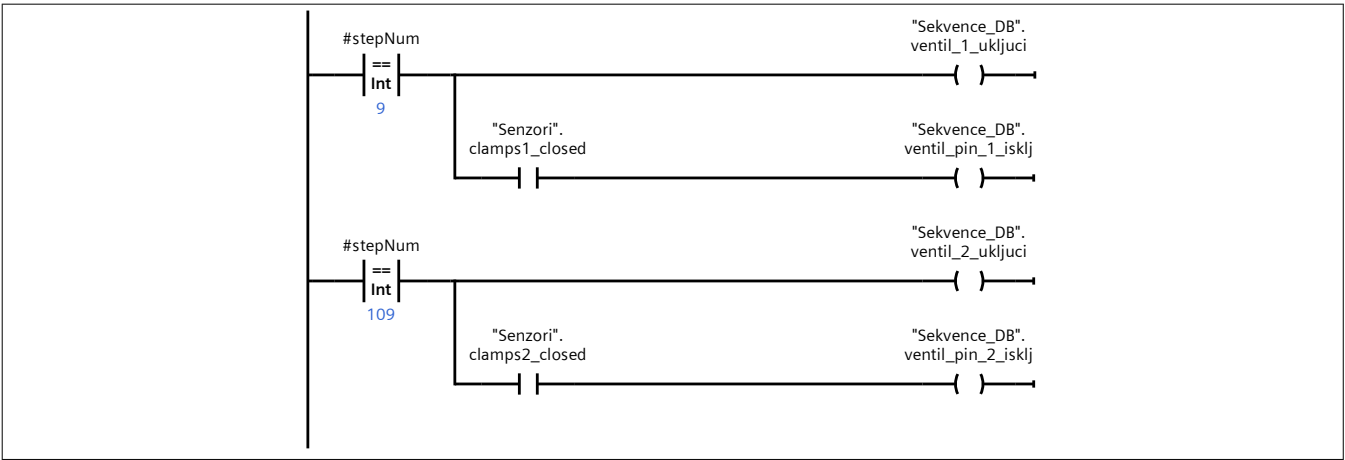 #stepNum
"Sekvence_DB".
ventil_1_ukljuci
==
Int
9
"Senzori".
clamps1_closed
"Sekvence_DB".
ventil_pin_1_isklj
#stepNum
"Sekvence_DB".
ventil_2_ukljuci
==
Int
109
"Senzori".
clamps2_closed
"Sekvence_DB".
ventil_pin_2_isklj